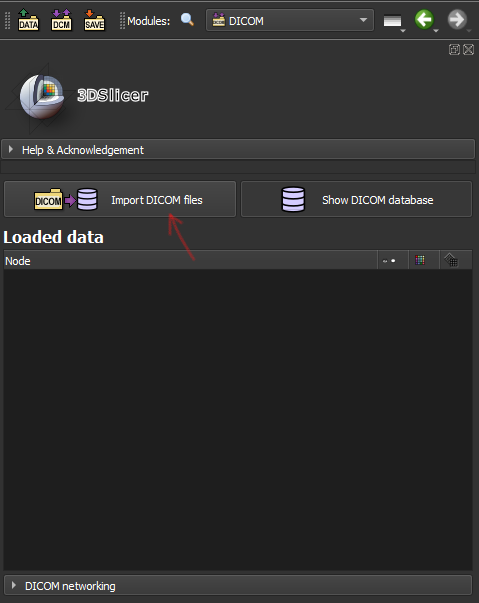 DATA DCM SAVE Modules: DICOM
3DSlicer
Help & Acknowledgement
DICOM Import DICOM files Show DICOM database
Loaded data
Node
DICOM networking